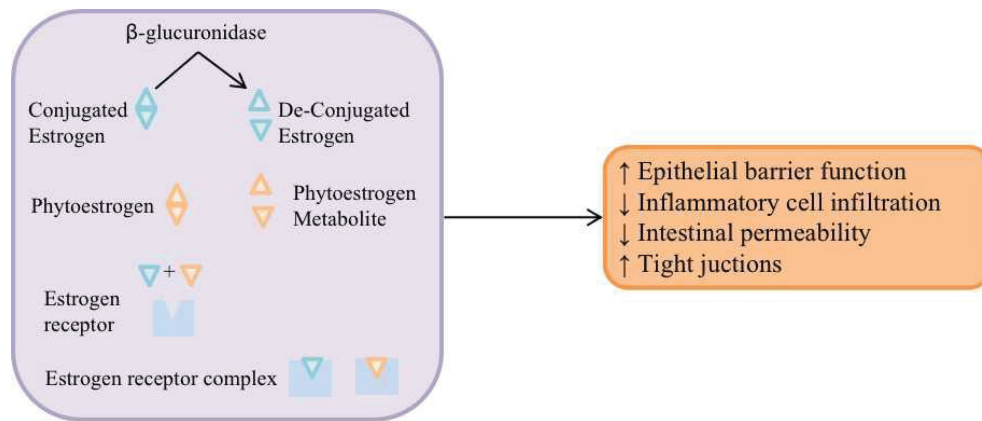 β-glucuronidase
Conjugated
Estrogen
De-Conjugated
Estrogen
Phytoestrogen
Phytoestrogen
Metabolite
+
Estrogen
receptor
Estrogen receptor complex
↑ Epithelial barrier function
↓ Inflammatory cell infiltration
↓ Intestinal permeability
↑ Tight juctions